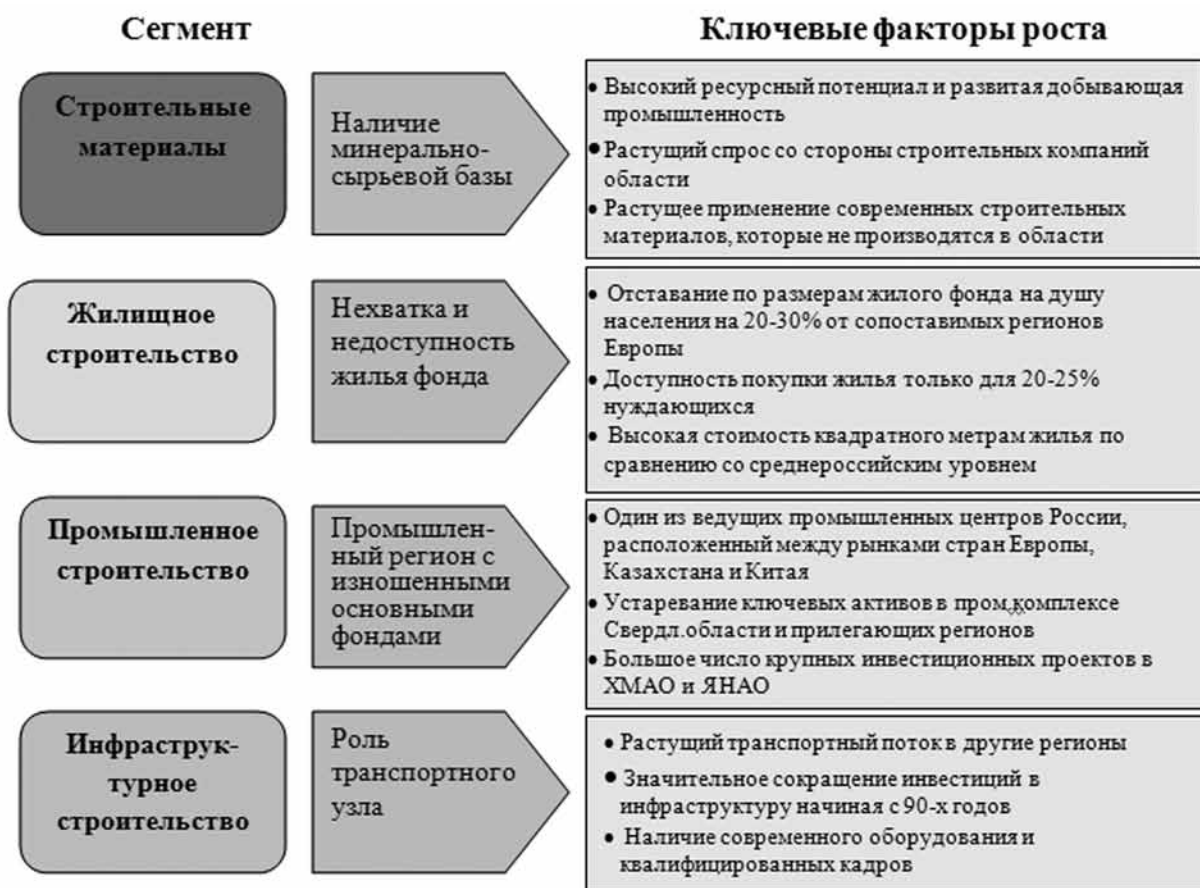 Сегмент
Ключевые факторы роста
Строительные
материалы
Наличие
минерально-
сырьевой базы
• Высокий ресурсный потенциал и развитая добывающая
промышленность
• Растущий спрос со стороны строительных компаний
области
• Растущее применение современных строительных
материалов, которые не производятся в области
Жилищное
строительство
Нехватка и
недоступность
жилья фонда
• Отставание по размерам жилого фонда на душу
населения на 20-30% от сопоставимых регионов
Европы
• Доступность покупки жилья только для 20-25%
нуждающихся
• Высокая стоимость квадратного метрам жилья по
сравнению со среднероссийским уровнем
Промышленное
строительство
Промышлен-
ный регион с
изношенными
основными
фондами
• Один из ведущих промышленных центров России,
расположенный между рынками стран Европы,
Казахстана и Китая
• Устаревание ключевых активов в пром.комплексе
Свердл.области и прилегающих регионов
• Большое число крупных инвестиционных проектов в
ХМАО и ЯНАО
Инфраструк-
турное
строительство
Роль
транспортного
узла
• Растущий транспортный поток в другие регионы
• Значительное сокращение инвестиций в
инфраструктуру начиная с 90-х годов
• Наличие современного оборудования и
квалифицированных кадров